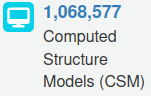 1,068,577
Computed
Structure
Models (CSM)